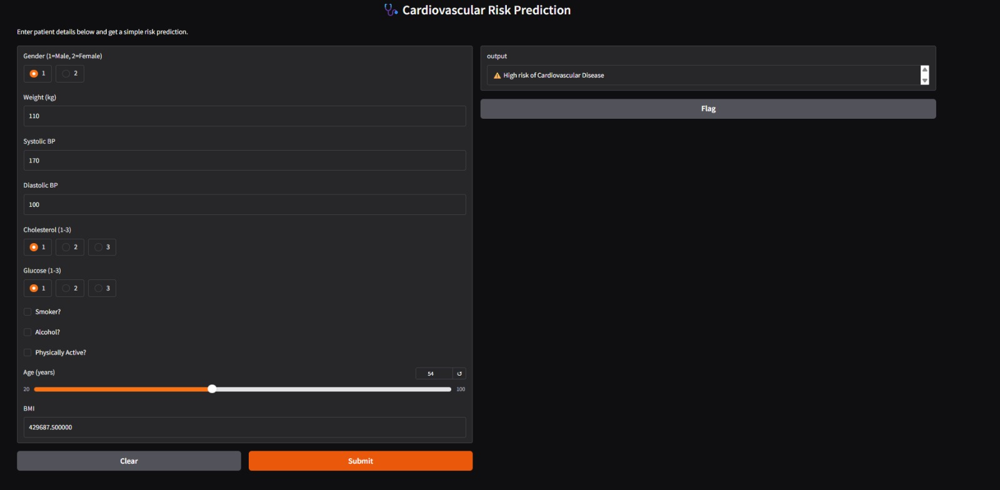 Cardiovascular Risk Prediction
Enter patient details below and get a simple risk prediction.
Gender (1=Male, 2=Female)
1 2
Weight (kg)
110
Systolic BP
170
Diastolic BP
100
Cholesterol (1-3)
1 2 3
Glucose (1-3)
1 2 3
Smoker?
Alcohol?
Physically Active?
Age (years) 54
20 100
BMI
429687.500000
Clear Submit
output
High risk of Cardiovascular Disease
Flag